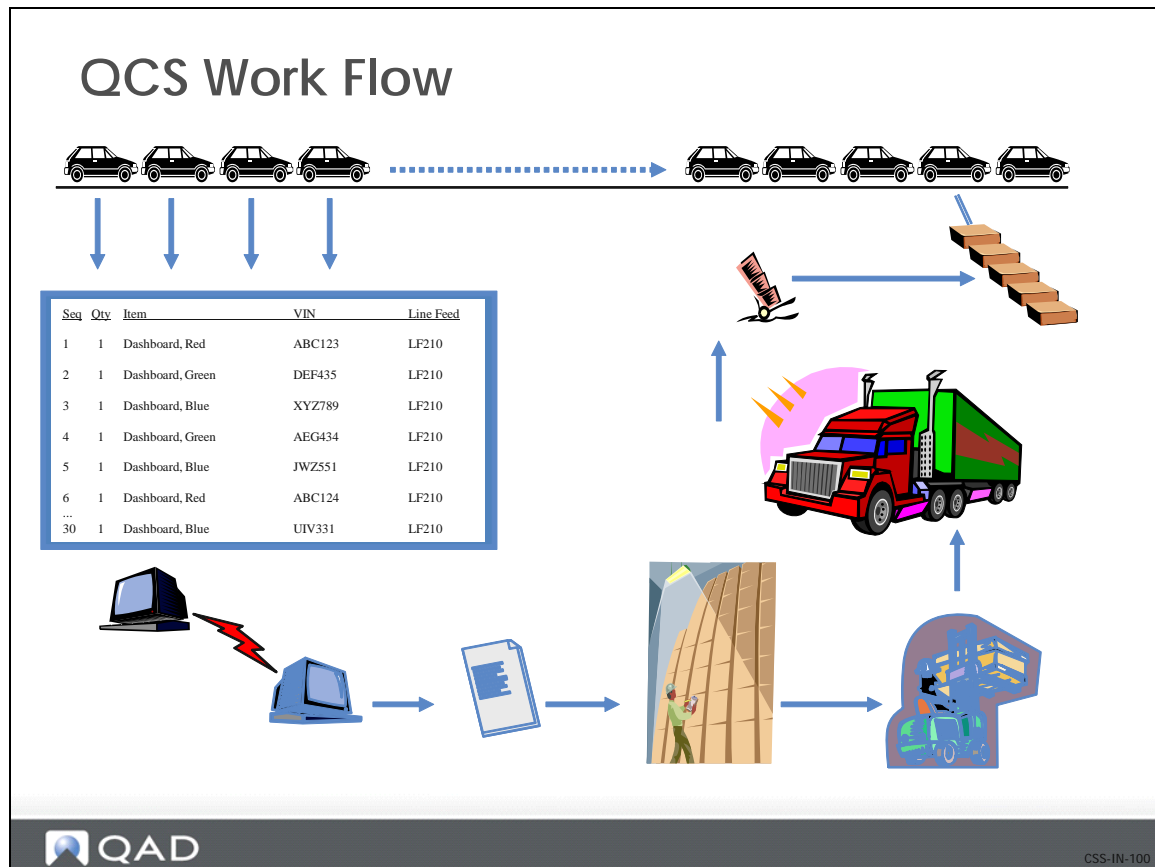 QCS Work Flow
Seq Qty Item VIN Line Feed
1 1 Dashboard, Red ABC123 LF210
2 1 Dashboard, Green DEF435 LF210
3 1 Dashboard, Blue XYZ789 LF210
4 1 Dashboard, Green AEG434 LF210
5 1 Dashboard, Blue JWZ551 LF210
6 1 Dashboard, Red ABC124 LF210
...
30 1 Dashboard, Blue UIV331 LF210
QAD
CSS-IN-100